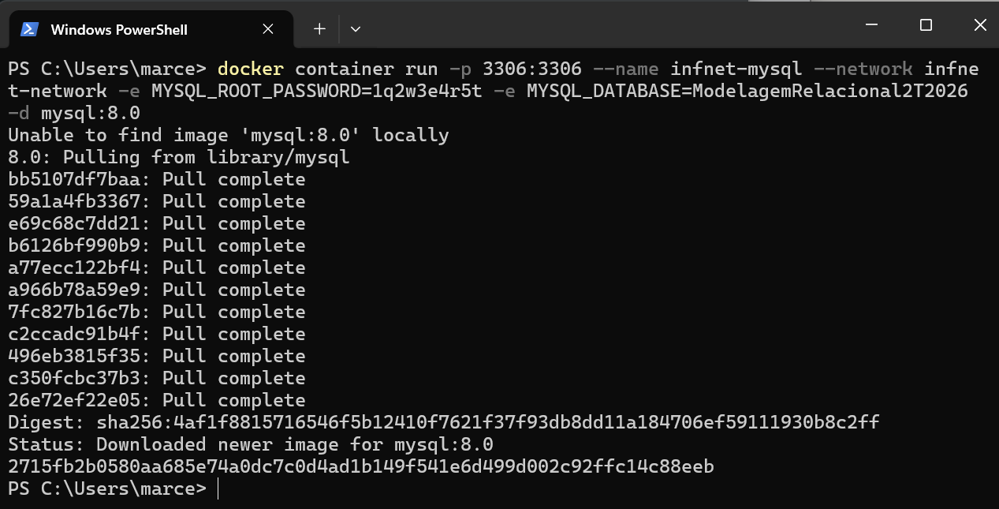 Windows PowerShell
PS C:\Users\marce> docker container run -p 3306:3306 --name infnet-mysql --network infne
t-network -e MYSQL_ROOT_PASSWORD=1q2w3e4r5t -e MYSQL_DATABASE=ModelagemRelacional2T2026
-d mysql:8.0
Unable to find image 'mysql:8.0' locally
8.0: Pulling from library/mysql
bb5107df7baa: Pull complete
59a1a4fb3367: Pull complete
e69c68c7dd21: Pull complete
b6126bf990b9: Pull complete
a77ecc122bf4: Pull complete
a966b78a59e9: Pull complete
7fc827b16c7b: Pull complete
c2ccadc91b4f: Pull complete
496eb3815f35: Pull complete
c350fcbc37b3: Pull complete
26e72ef22e05: Pull complete
Digest: sha256:4af1f8815716546f5b12410f7621f37f93db8dd11a184706ef59111930b8c2ff
Status: Downloaded newer image for mysql:8.0
2715fb2b0580aa685e74a0dc7c0d4ad1b149f541e6d499d002c92ffc14c88eeb
PS C:\Users\marce>